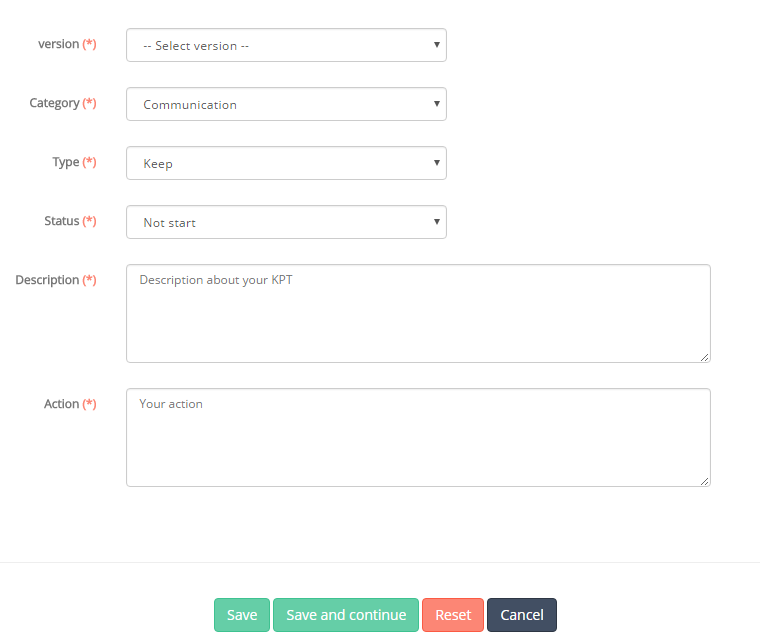 version (*) -- Select version --
Category (*) Communication
Type (*) Keep
Status (*) Not start
Description (*) Description about your KPT
Action (*) Your action
Save Save and continue Reset Cancel